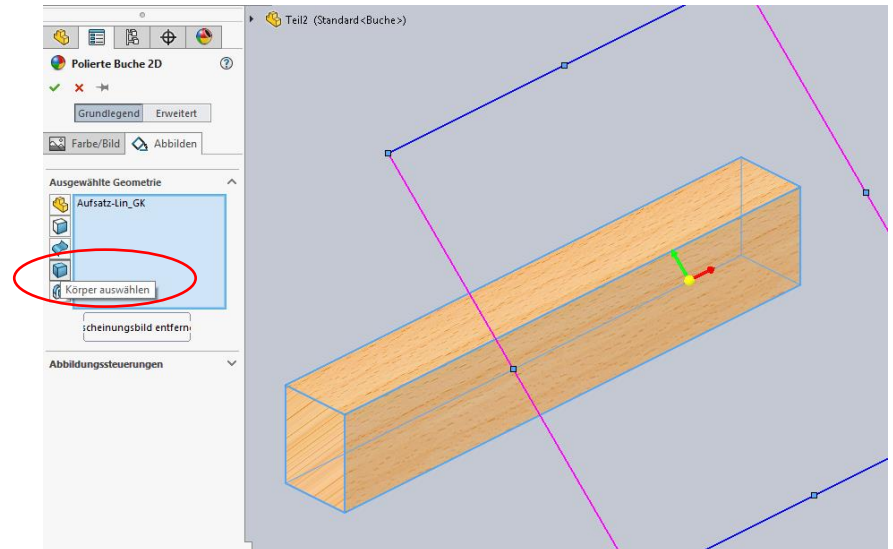 Teil2 (Standard<Buche>)
Polierte Buche 2D
Grundlegend Erweitert
Farbe/Bild Abbilden
Ausgewählte Geometrie
Aufsatz-Lin_GK
Körper auswählen
scheinungsbild entfern
Abbildungssteuerungen